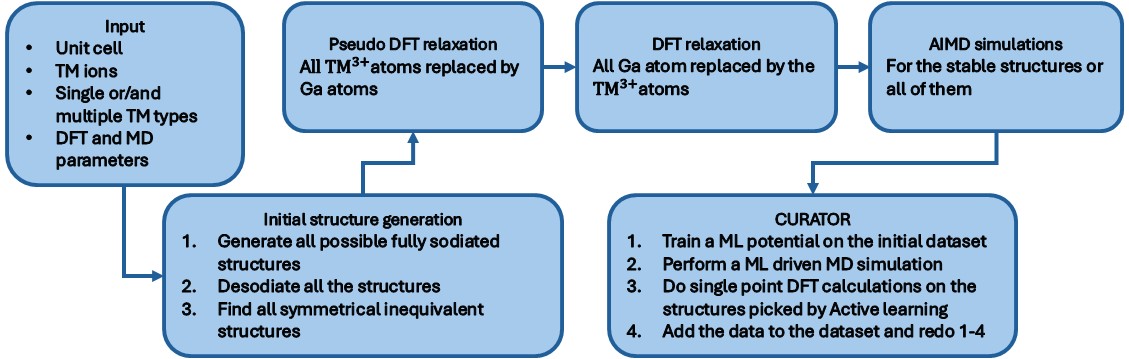 Input
• Unit cell
• TM ions
• Single or/and
multiple TM types
• DFT and MD
parameters
Initial structure generation
1. Generate all possible fully sodiated
structures
2. Desodiate all the structures
3. Find all symmetrical inequivalent
structures
Pseudo DFT relaxation
All TM³⁺atoms replaced by
Ga atoms
DFT relaxation
All Ga atom replaced by the
TM³⁺atoms
AIMD simulations
For the stable structures or
all of them
CURATOR
1. Train a ML potential on the initial dataset
2. Perform a ML driven MD simulation
3. Do single point DFT calculations on the
structures picked by Active learning
4. Add the data to the dataset and redo 1-4